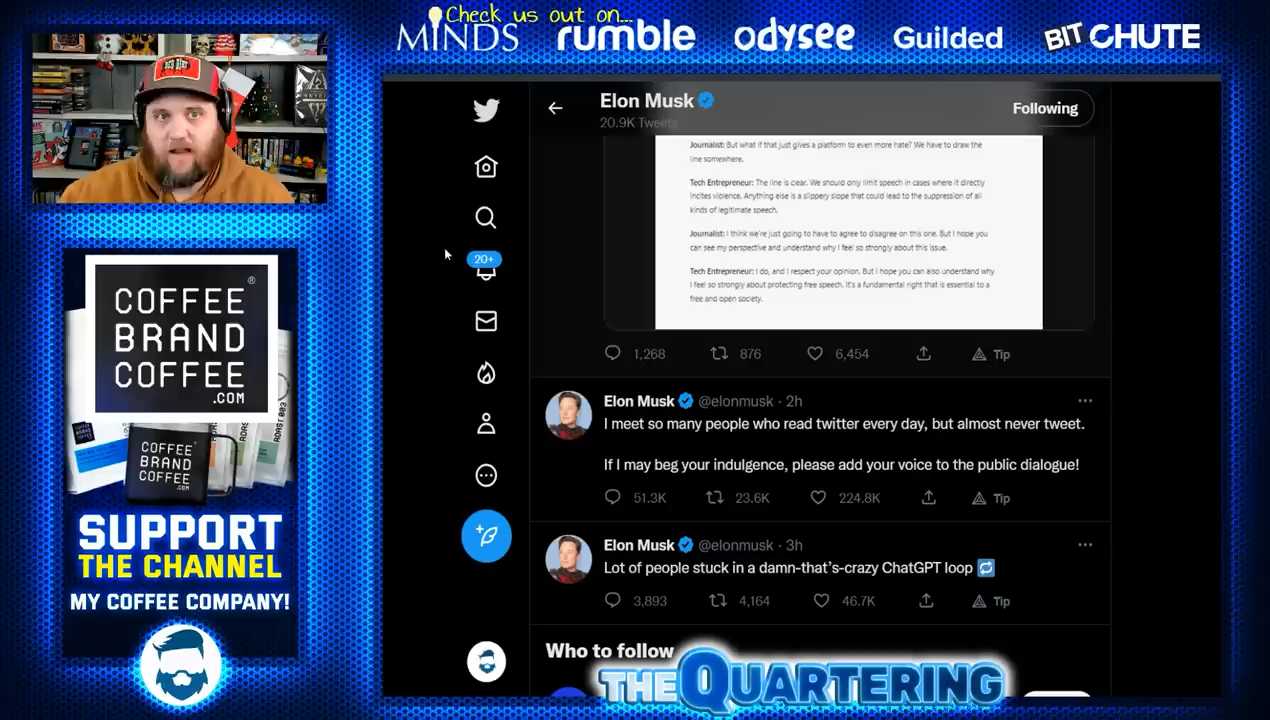 Check us out on...
MINDS rumble odysee Guilded BITCHUTE
Elon Musk
20.9K Tweets
Following
Journalist: But what if that just gives a platform to even more hate? We have to draw the
line somewhere.
Tech Entrepreneur: The line is clear. We should only limit speech in cases where it directly
incites violence. Anything else is a slippery slope that could lead to the suppression of all
kinds of legitimate speech.
Journalist: I think we're just going to have to agree to disagree on this one. But I hope you
can see my perspective and understand why I feel so strongly about this issue.
Tech Entrepreneur: I do, and I respect your opinion. But I hope you can also understand why
I feel so strongly about protecting free speech. It's a fundamental right that is essential to a
free and open society.
20+
1,268 876 6,454 Tip
Elon Musk @elonmusk · 2h
I meet so many people who read twitter every day, but almost never tweet.
If I may beg your indulgence, please add your voice to the public dialogue!
51.3K 23.6K 224.8K Tip
Elon Musk @elonmusk · 3h
Lot of people stuck in a damn-that's-crazy ChatGPT loop
3,893 4,164 46.7K Tip
Who to follow
COFFEE®
BRAND
COFFEE
.COM
COFFEE
BRAND
COFFEE
.COM
SUPPORT
THE CHANNEL
MY COFFEE COMPANY!
THEQUARTERING